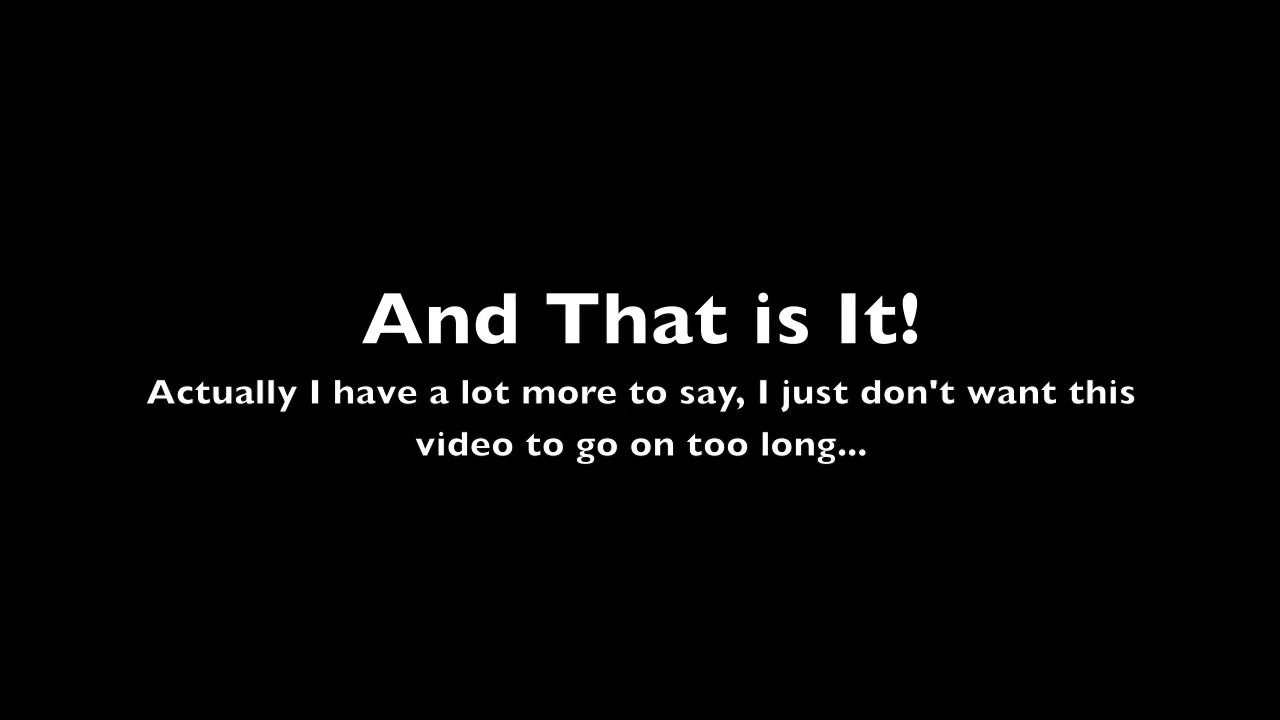 And That is It!
Actually I have a lot more to say, I just don't want this
video to go on too long...